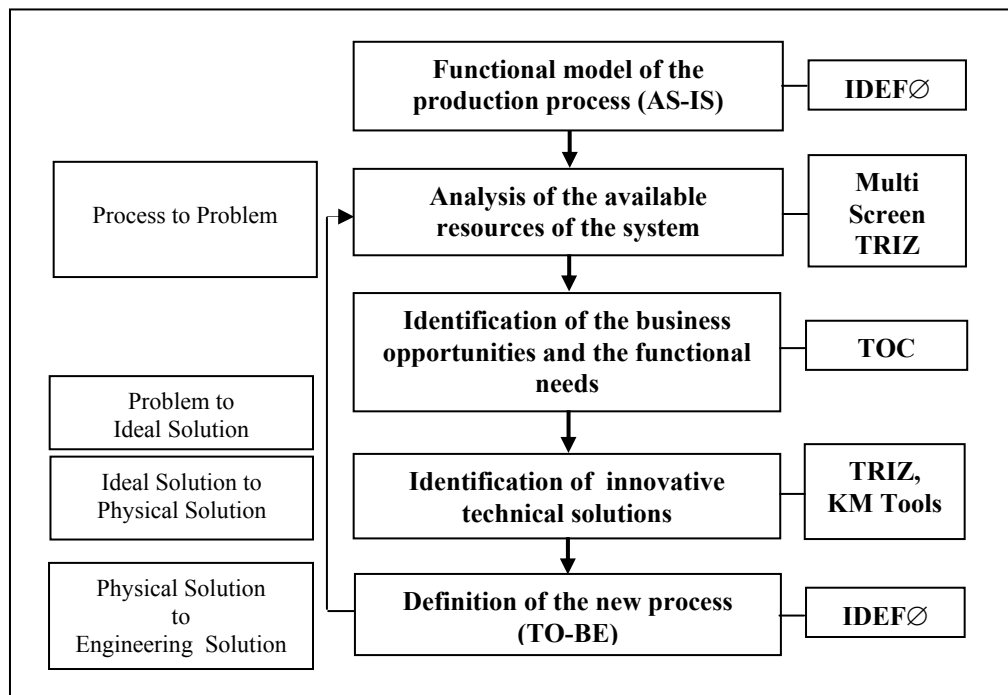 Functional model of the
production process (AS-IS)
IDEF∅
Process to Problem
Analysis of the available
resources of the system
Multi
Screen
TRIZ
Identification of the business
opportunities and the functional
needs
TOC
Problem to
Ideal Solution
Ideal Solution to
Physical Solution
Identification of innovative
technical solutions
TRIZ,
KM Tools
Physical Solution
to
Engineering Solution
Definition of the new process
(TO-BE)
IDEF∅